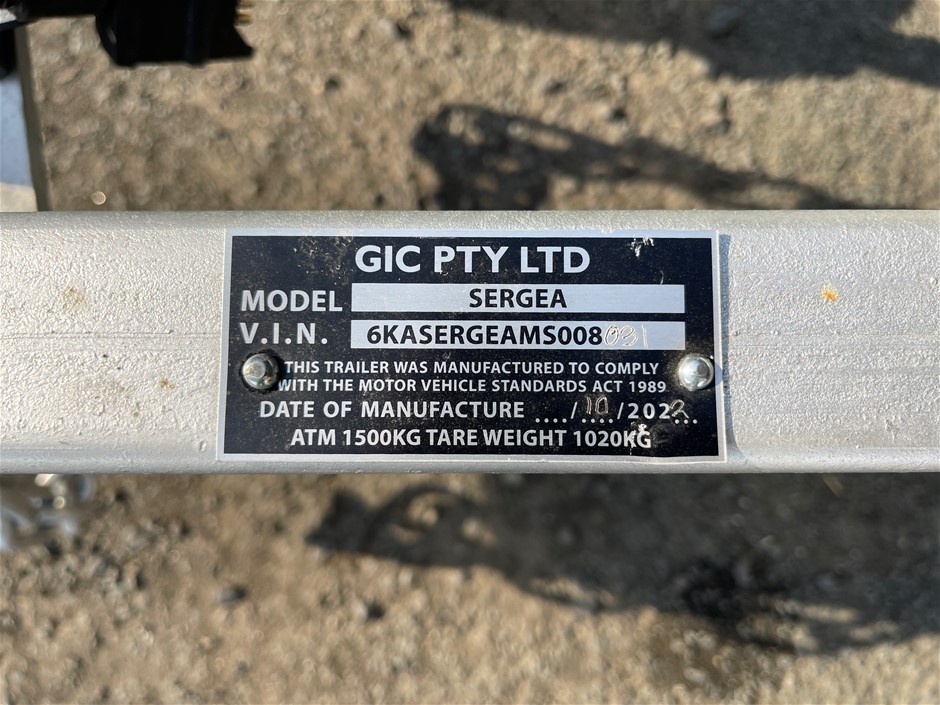 GIC PTY LTD
MODEL SERGEA
V.I.N. 6KASERGEAMS008031
THIS TRAILER WAS MANUFACTURED TO COMPLY
WITH THE MOTOR VEHICLE STANDARDS ACT 1989
DATE OF MANUFACTURE ..../10/2022
ATM 1500KG TARE WEIGHT 1020KG